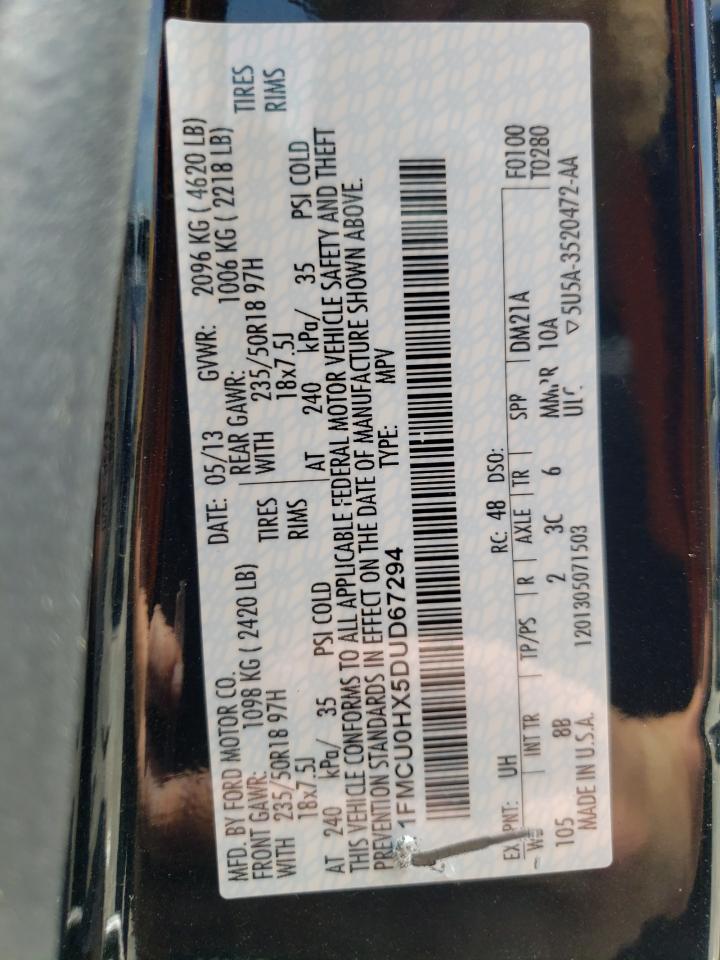 MFD. BY FORD MOTOR CO. DATE: 05/13 GVWR: 2096 KG ( 4620 LB)
FRONT GAWR: 1098 KG ( 2420 LB) REAR GAWR: 1006 KG ( 2218 LB)
WITH 235/50R18 97H TIRES WITH 235/50R18 97H TIRES
18x7.5J RIMS 18x7.5J RIMS
AT 240 kPa/ 35 PSI COLD AT 240 kPa/ 35 PSI COLD
THIS VEHICLE CONFORMS TO ALL APPLICABLE FEDERAL MOTOR VEHICLE SAFETY AND THEFT
PREVENTION STANDARDS IN EFFECT ON THE DATE OF MANUFACTURE SHOWN ABOVE.
1FMCU0HX5DUD67294 TYPE: MPV
PNT: UH RC: 48 DSO: F0100
INT TR TP/PS R AXLE TR SPR DM21A T0280
105 8B 2 3C 6 10A
MADE IN U.S.A. 1201305071503 ▽5U5A-3520472-AA